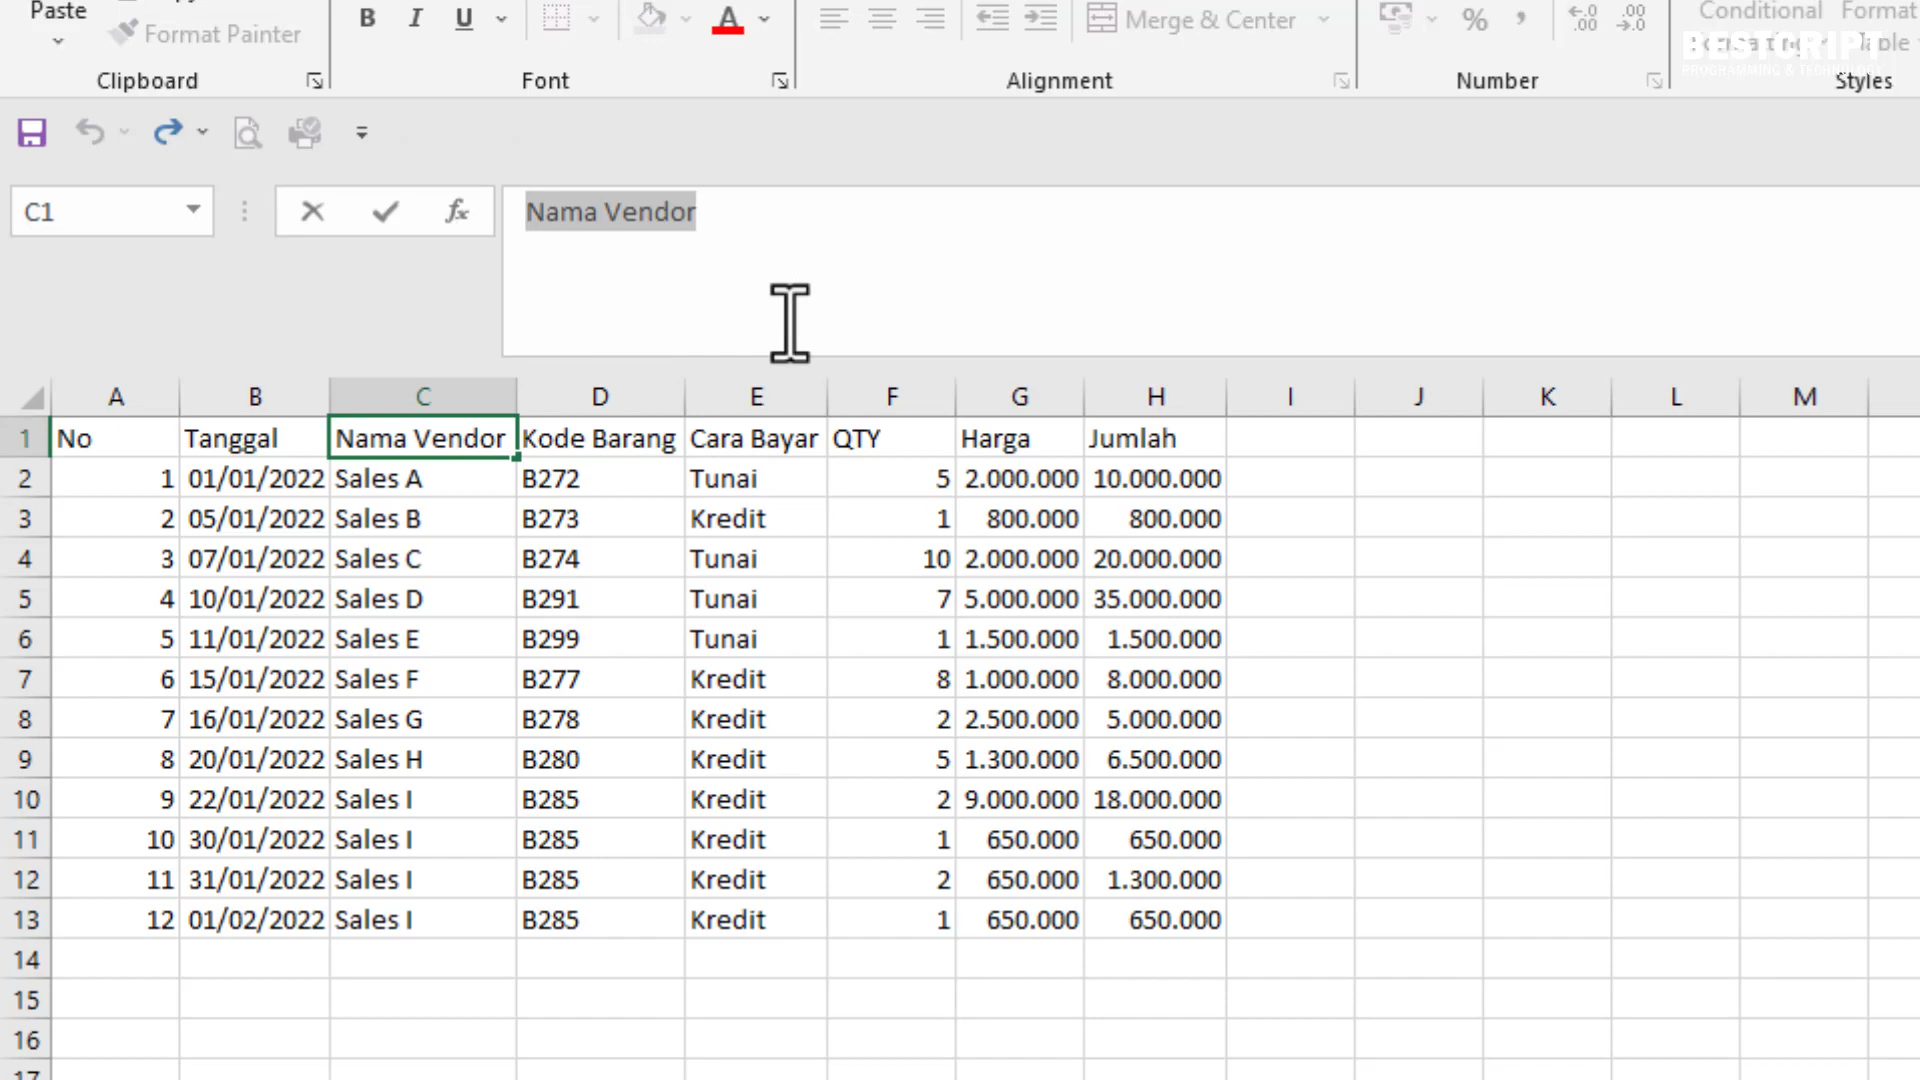 Paste
Format Painter
B I U A Merge & Center % Conditional Format
Clipboard Font Alignment Number Styles
BESTCRIPT
PROGRAMMING & TECHNOLOGY
C1 fx Nama Vendor
A B C D E F G H I J K L M
1 No Tanggal Nama Vendor Kode Barang Cara Bayar QTY Harga Jumlah
2 1 01/01/2022 Sales A B272 Tunai 5 2.000.000 10.000.000
3 2 05/01/2022 Sales B B273 Kredit 1 800.000 800.000
4 3 07/01/2022 Sales C B274 Tunai 10 2.000.000 20.000.000
5 4 10/01/2022 Sales D B291 Tunai 7 5.000.000 35.000.000
6 5 11/01/2022 Sales E B299 Tunai 1 1.500.000 1.500.000
7 6 15/01/2022 Sales F B277 Kredit 8 1.000.000 8.000.000
8 7 16/01/2022 Sales G B278 Kredit 2 2.500.000 5.000.000
9 8 20/01/2022 Sales H B280 Kredit 5 1.300.000 6.500.000
10 9 22/01/2022 Sales I B285 Kredit 2 9.000.000 18.000.000
11 10 30/01/2022 Sales I B285 Kredit 1 650.000 650.000
12 11 31/01/2022 Sales I B285 Kredit 2 650.000 1.300.000
13 12 01/02/2022 Sales I B285 Kredit 1 650.000 650.000
14
15
16
17